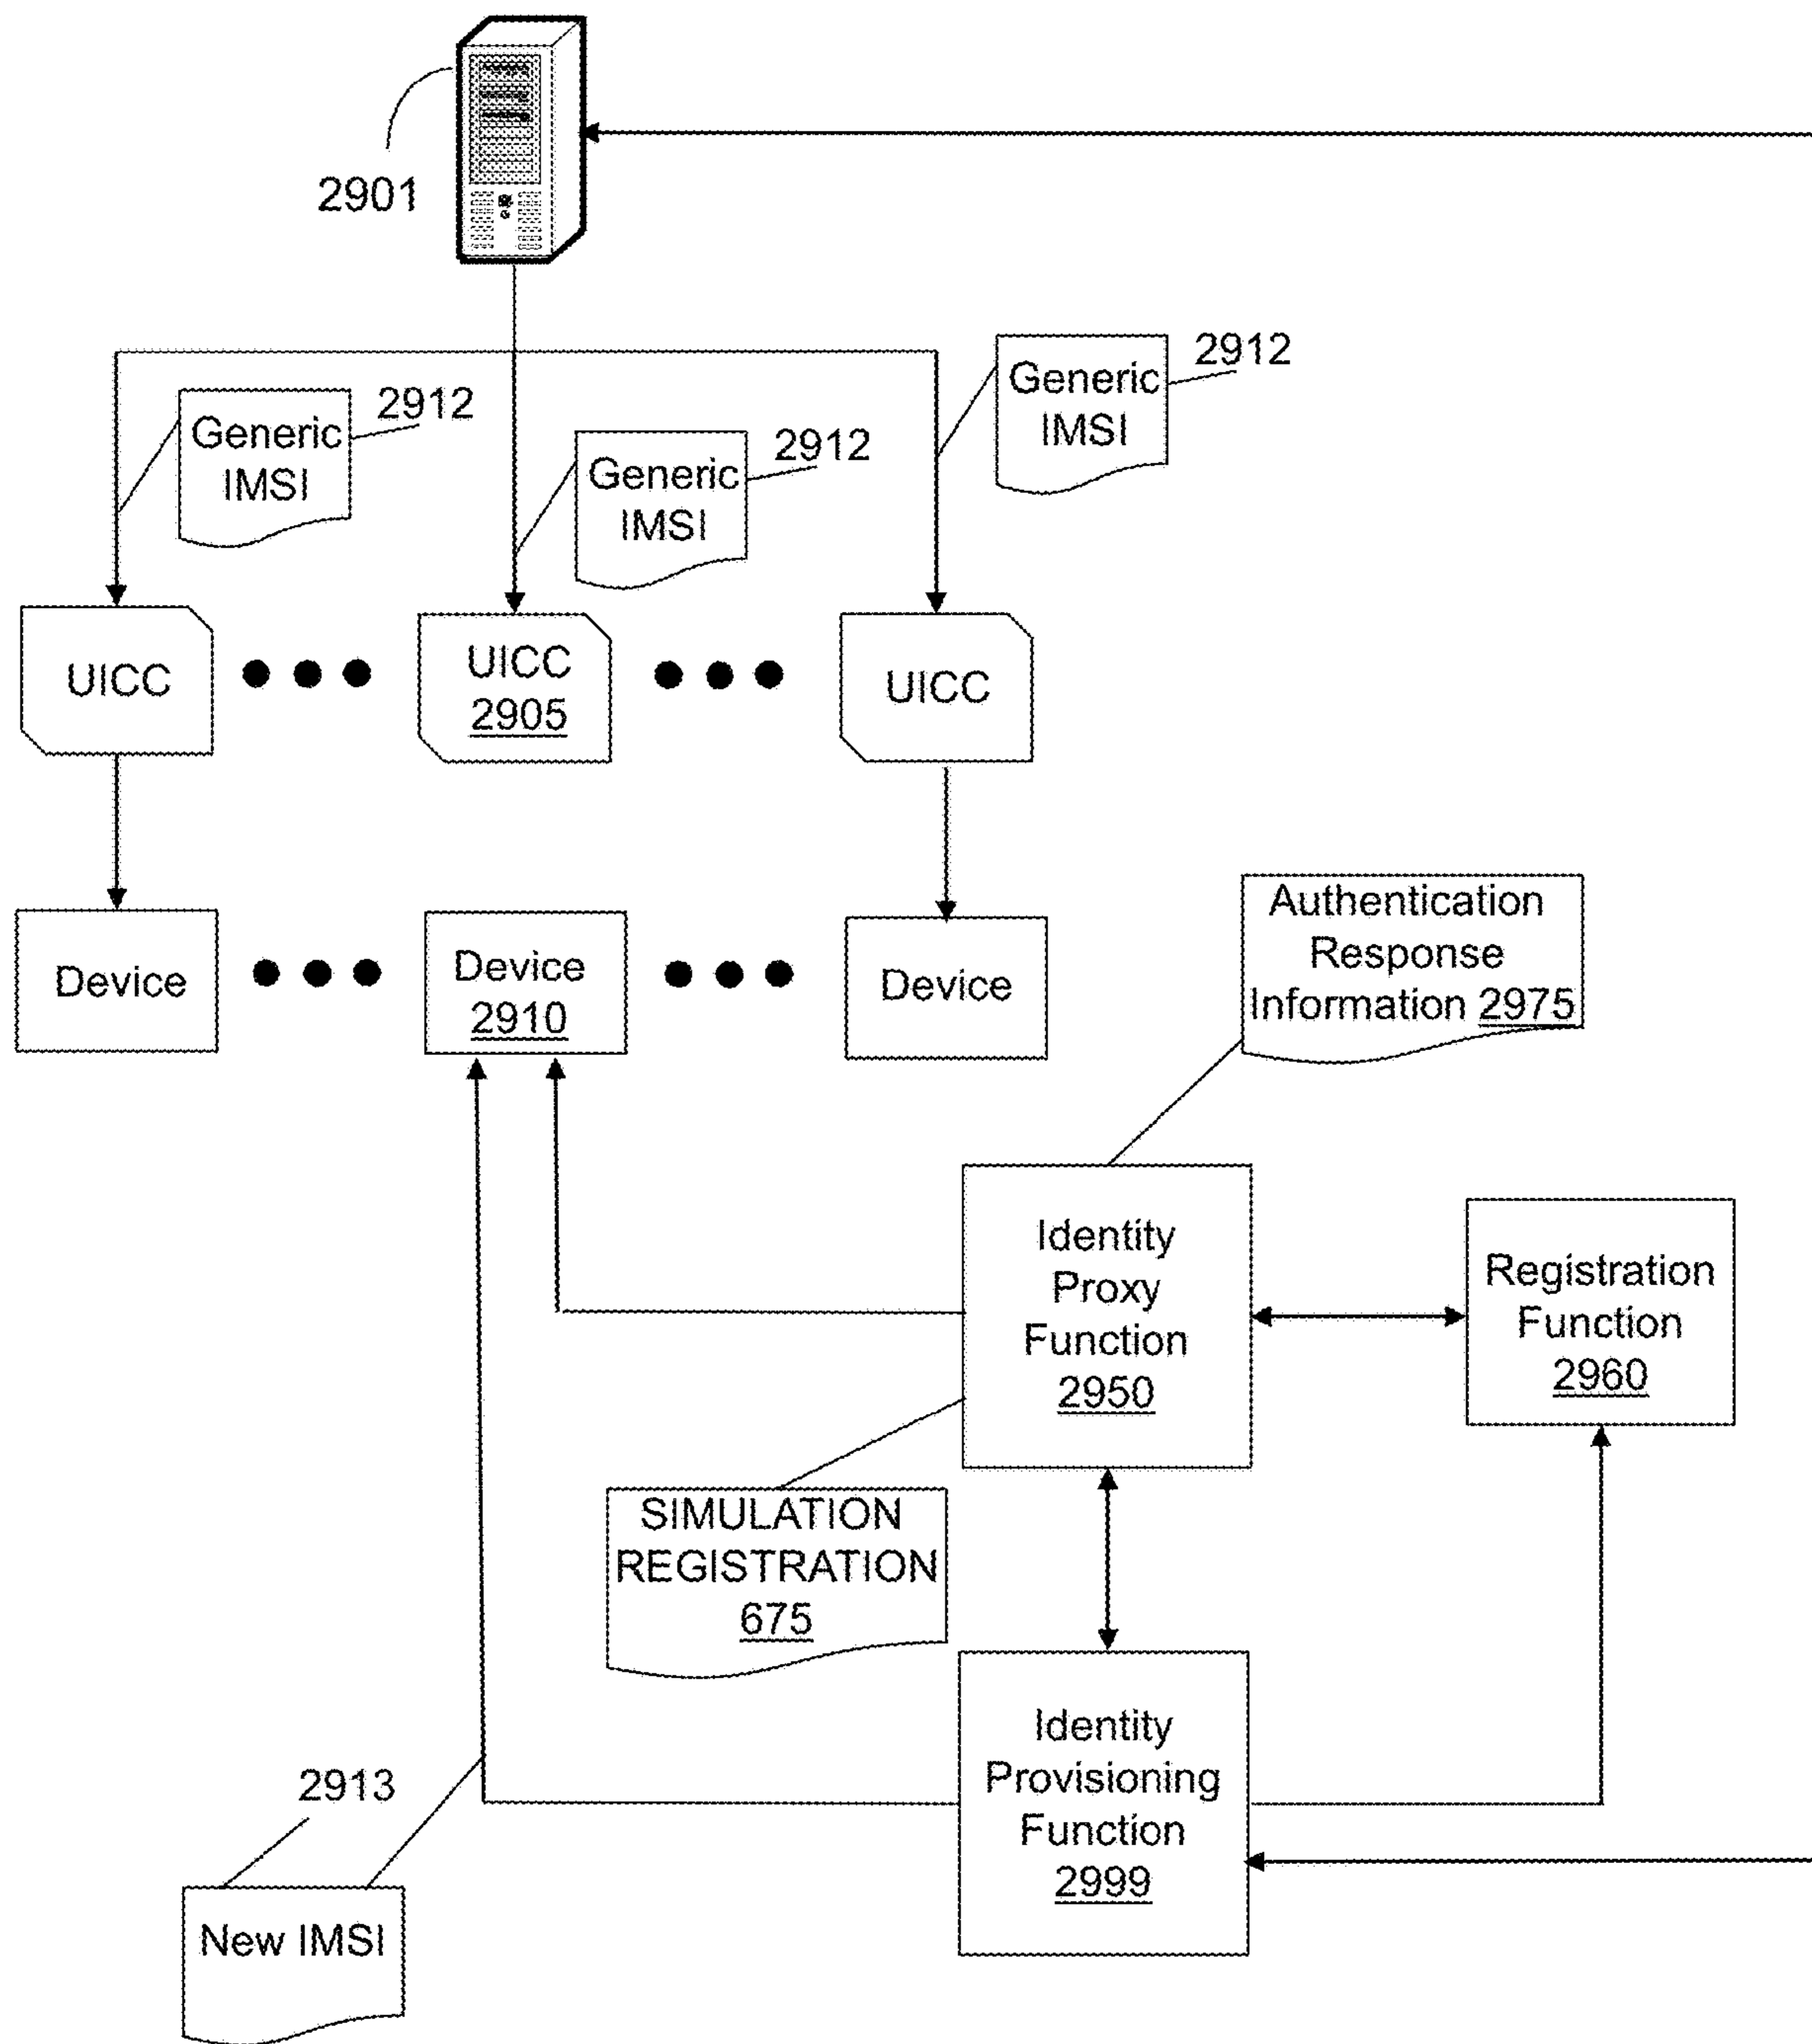 2901
Generic
IMSI
2912
Generic
IMSI
2912
Generic
IMSI
2912
UICC
UICC
2905
UICC
Device
Device
2910
Device
Authentication
Response
Information 2975
Identity
Proxy
Function
2950
Registration
Function
2960
SIMULATION
REGISTRATION
675
Identity
Provisioning
Function
2999
2913
New IMSI